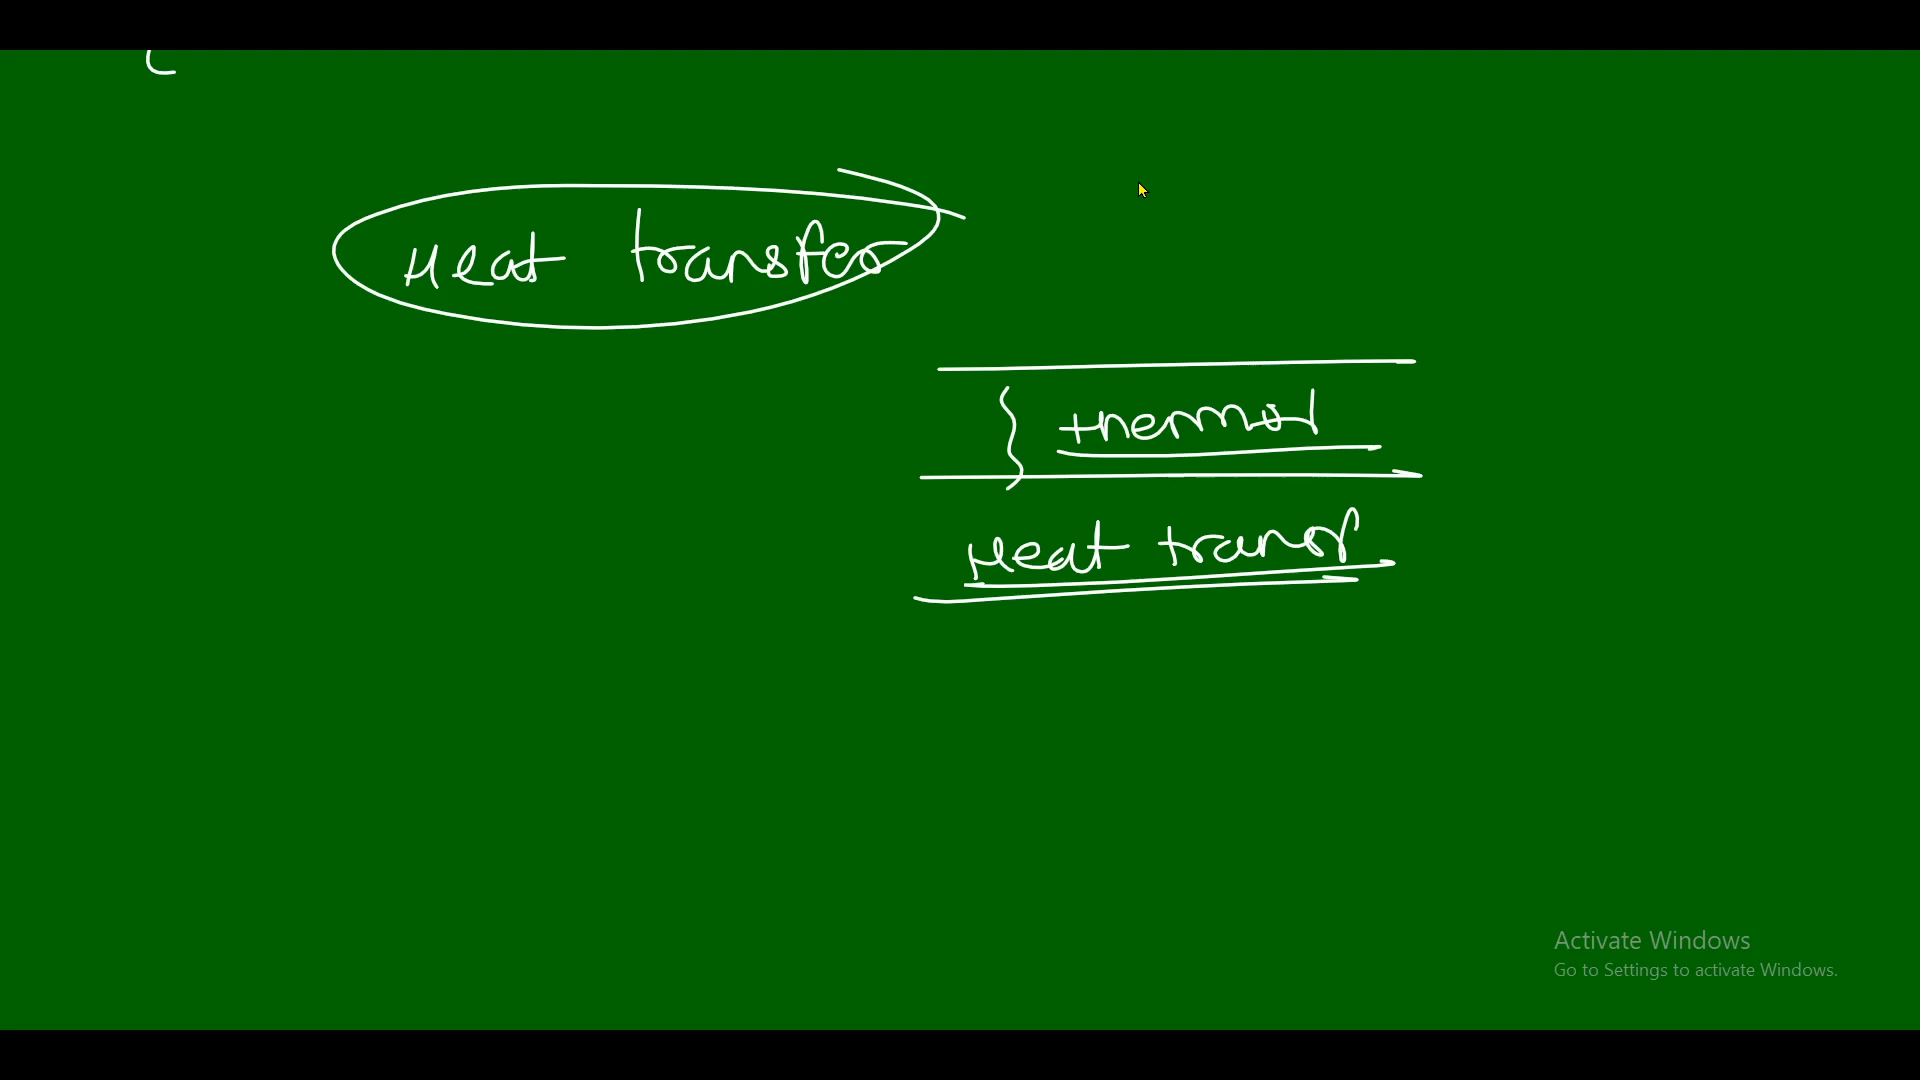 Heat transfer
thermal
Heat transf
Activate Windows
Go to Settings to activate Windows.